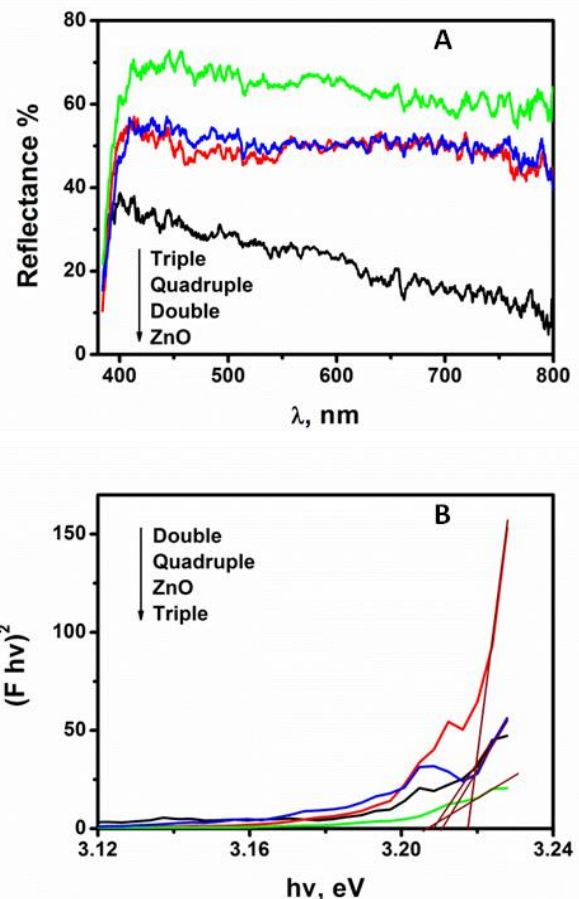 80
A
60
Reflectance %
40
20
Triple
Quadruple
Double
ZnO
0
400 500 600 700 800
λ, nm
B
150
Double
Quadruple
ZnO
Triple
100
(F hν)²
50
0
3.12 3.16 3.20 3.24
hν, eV